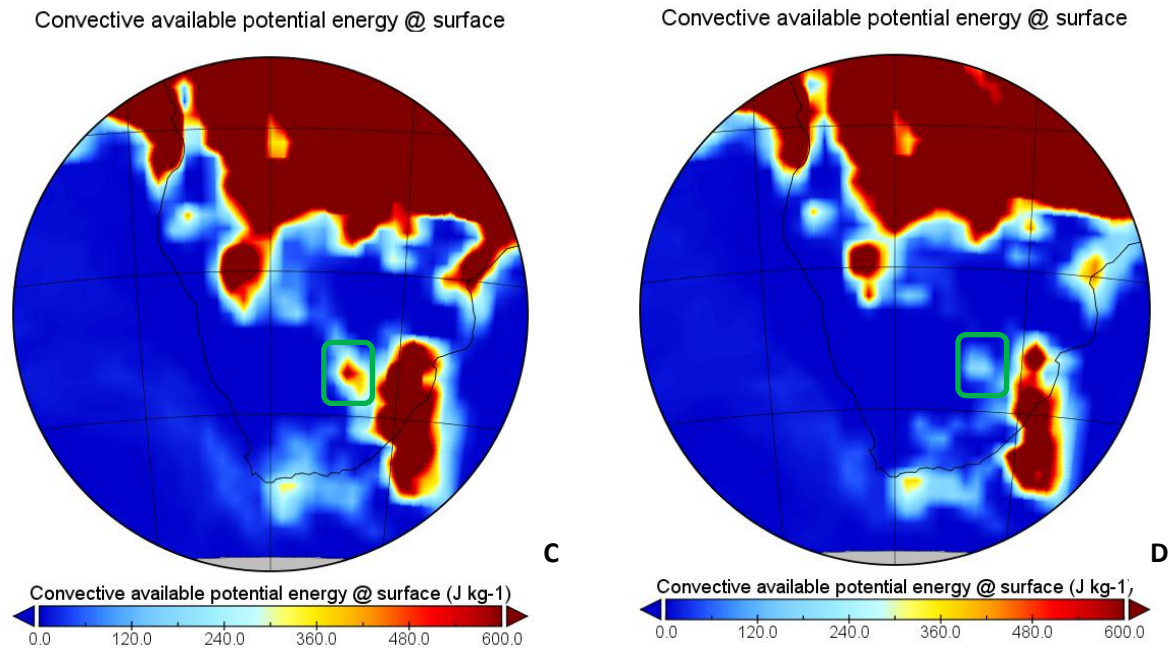 Convective available potential energy @ surface
Convective available potential energy @ surface
C
D
Convective available potential energy @ surface (J kg-1)
0.0 120.0 240.0 360.0 480.0 600.0
Convective available potential energy @ surface (J kg-1)
0.0 120.0 240.0 360.0 480.0 600.0